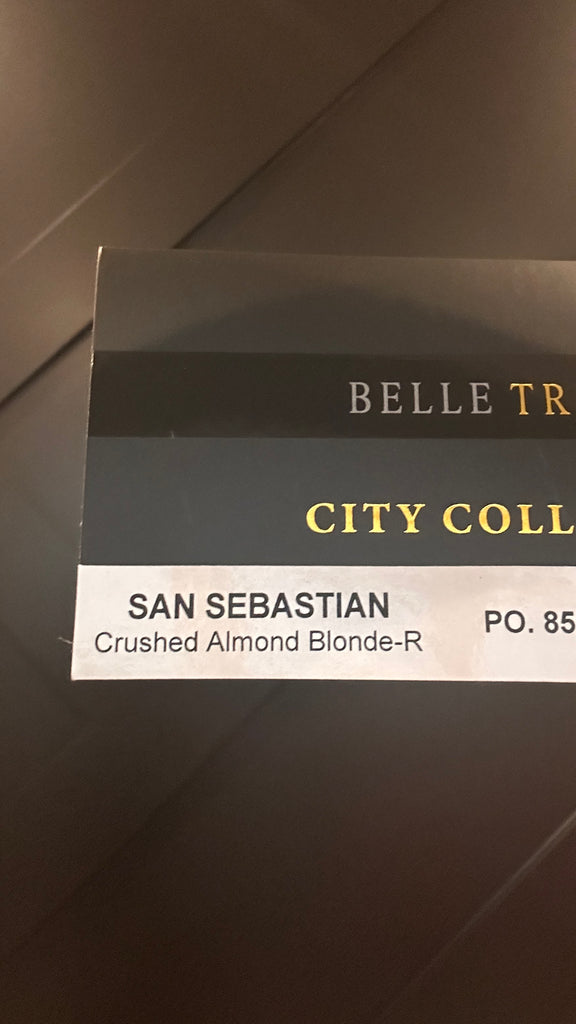 BELLE TR
CITY COLL
SAN SEBASTIAN
Crushed Almond Blonde-R
PO. 85